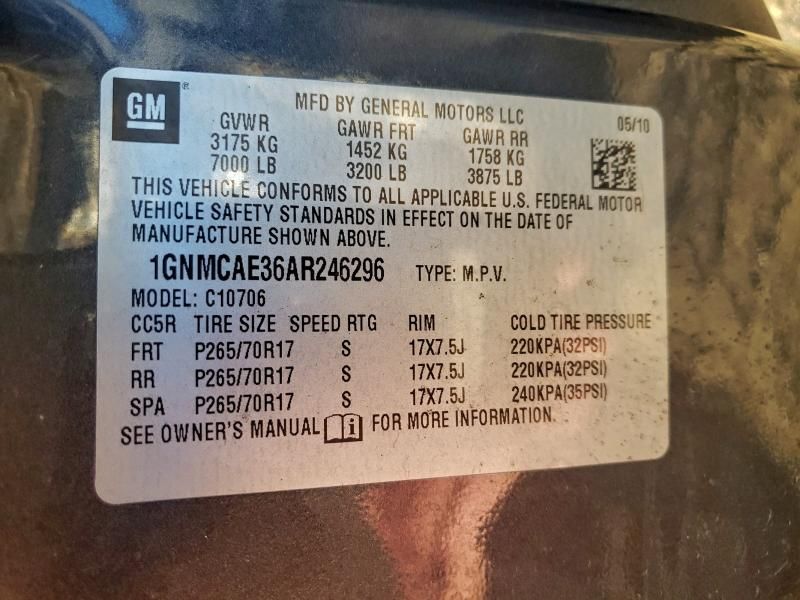 GM ®
MFD BY GENERAL MOTORS LLC
05/10
GVWR GAWR FRT GAWR RR
3175 KG 1452 KG 1758 KG
7000 LB 3200 LB 3875 LB
THIS VEHICLE CONFORMS TO ALL APPLICABLE U.S. FEDERAL MOTOR
VEHICLE SAFETY STANDARDS IN EFFECT ON THE DATE OF
MANUFACTURE SHOWN ABOVE.
1GNMCAE36AR246296 TYPE: M.P.V.
MODEL: C10706
CC5R TIRE SIZE SPEED RTG RIM COLD TIRE PRESSURE
FRT P265/70R17 S 17X7.5J 220KPA(32PSI)
RR P265/70R17 S 17X7.5J 220KPA(32PSI)
SPA P265/70R17 S 17X7.5J 240KPA(35PSI)
SEE OWNER'S MANUAL i FOR MORE INFORMATION.